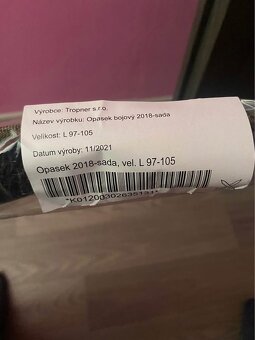 Výrobce: Tropner s.r.o.
Název výrobku: Opasek bojový 2018-sada
Velikost: L 97-105
Datum výroby: 11/2021
Opasek 2018-sada, vel. L 97-105
*K01200302635131*